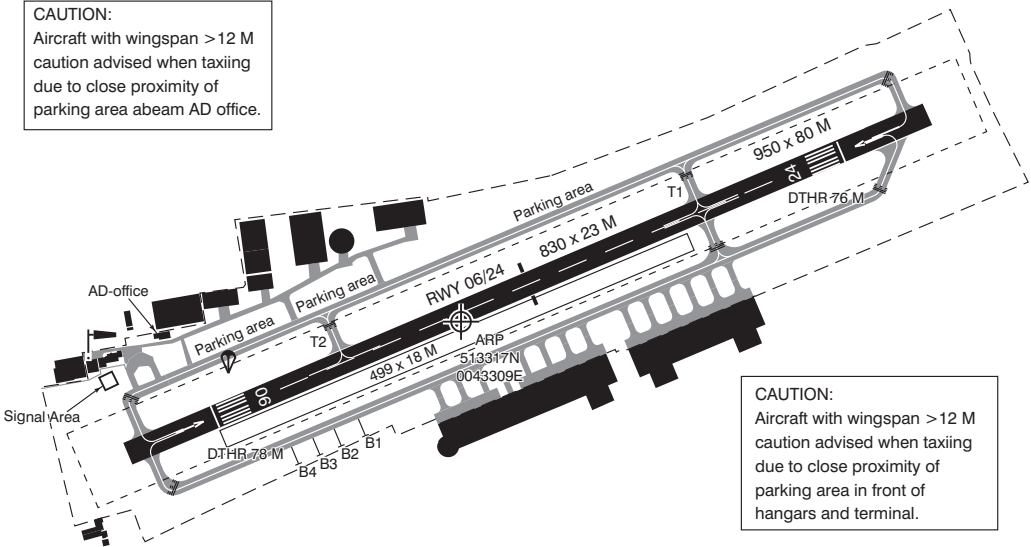 CAUTION:
Aircraft with wingspan >12 M
caution advised when taxiing
due to close proximity of
parking area abeam AD office.
950 x 80 M
24
T1
DTHR 76 M
Parking area
830 x 23 M
RWY 06/24
Parking area
AD-office
Parking area
T2
ARP
513317N
0043309E
499 x 18 M
06
Signal Area
DTHR 78 M
B1
B2
B3
B4
CAUTION:
Aircraft with wingspan >12 M
caution advised when taxiing
due to close proximity of
parking area in front of
hangars and terminal.